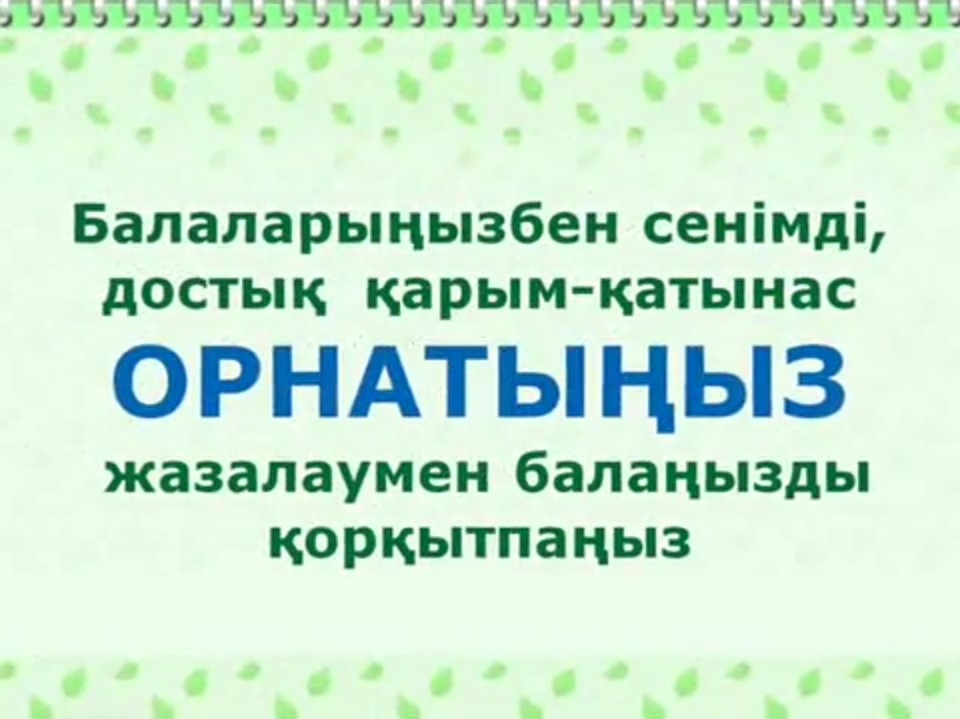 Балаларыңызбен сенімді,
достық қарым-қатынас
ОРНАТЫҢЫЗ
жазалаумен балаңызды
қорқытпаңыз